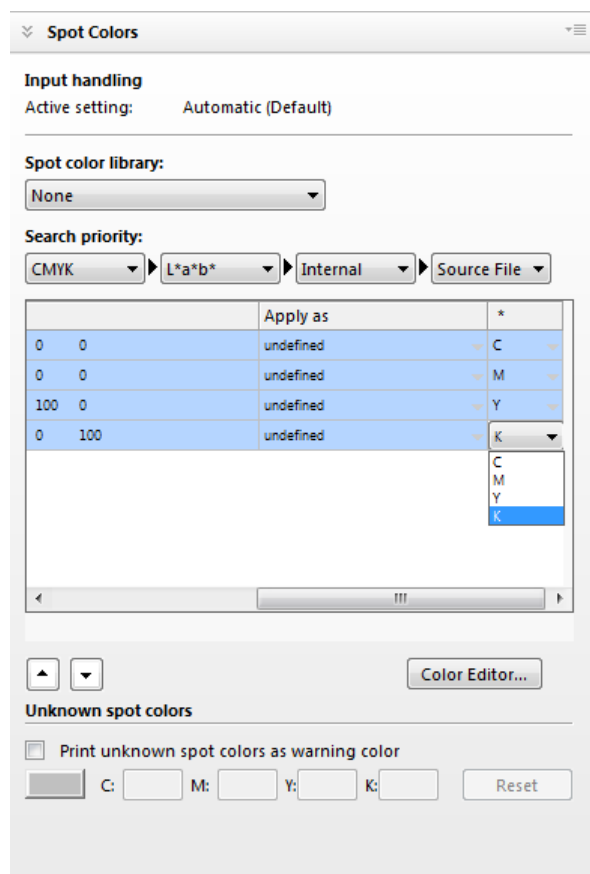 Spot Colors
Input handling
Active setting: Automatic (Default)
Spot color library:
None
Search priority:
CMYK L*a*b* Internal Source File
Apply as *
0 0 undefined C
0 0 undefined M
100 0 undefined Y
0 100 undefined K
C
M
Y
K
Color Editor...
Unknown spot colors
Print unknown spot colors as warning color
C: M: Y: K: Reset